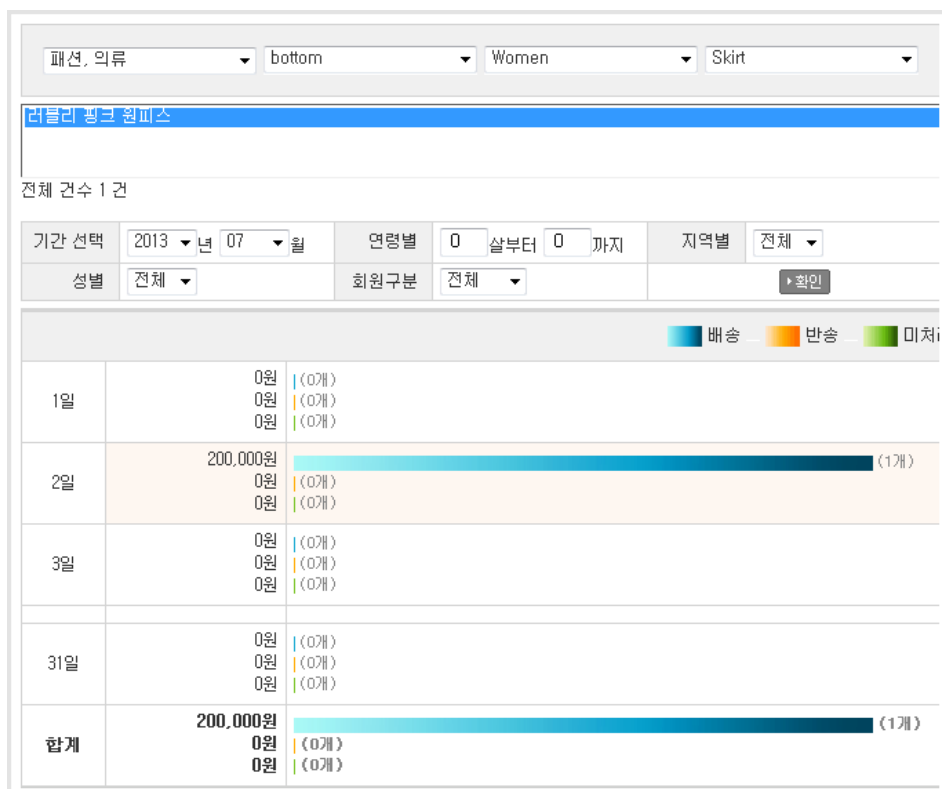 패션, 의류 bottom Women Skirt
러블리 핑크 원피스
전체 건수 1 건
기간 선택 2013 년 07 월 연령별 0 살부터 0 까지 지역별 전체
성별 전체 회원구분 전체 확인
배송 반송
1일
0원 (0개)
0원 (0개)
0원 (0개)
2일
200,000원 (1개)
0원 (0개)
0원 (0개)
3일
0원 (0개)
0원 (0개)
0원 (0개)
31일
0원 (0개)
0원 (0개)
0원 (0개)
합계
200,000원 (1개)
0원 (0개)
0원 (0개)